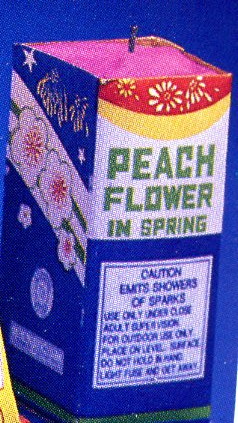 PEACH
FLOWER
IN SPRING
CAUTION
EMITS SHOWERS
OF SPARKS
USE ONLY UNDER CLOSE
ADULT SUPERVISION.
FOR OUTDOOR USE ONLY.
PLACE ON LEVEL SURFACE
DO NOT HOLD IN HAND.
LIGHT FUSE AND GET AWAY.